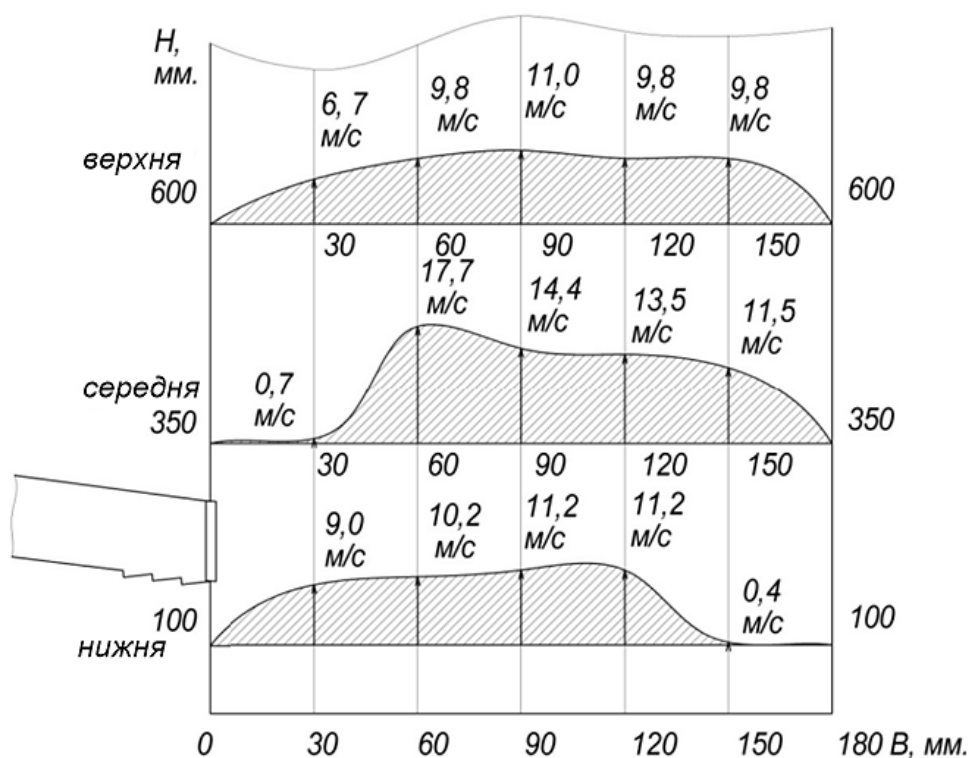 H,
мм.
6, 7
м/с
9,8
м/с
11,0
м/с
9,8
м/с
9,8
м/с
верхня
600
600
30 60 90 120 150
17,7
м/с
14,4
м/с
13,5
м/с
11,5
м/с
0,7
м/с
середня
350
350
30 60 90 120 150
9,0
м/с
10,2
м/с
11,2
м/с
11,2
м/с
0,4
м/с
100
нижня
100
0 30 60 90 120 150 180 В, мм.